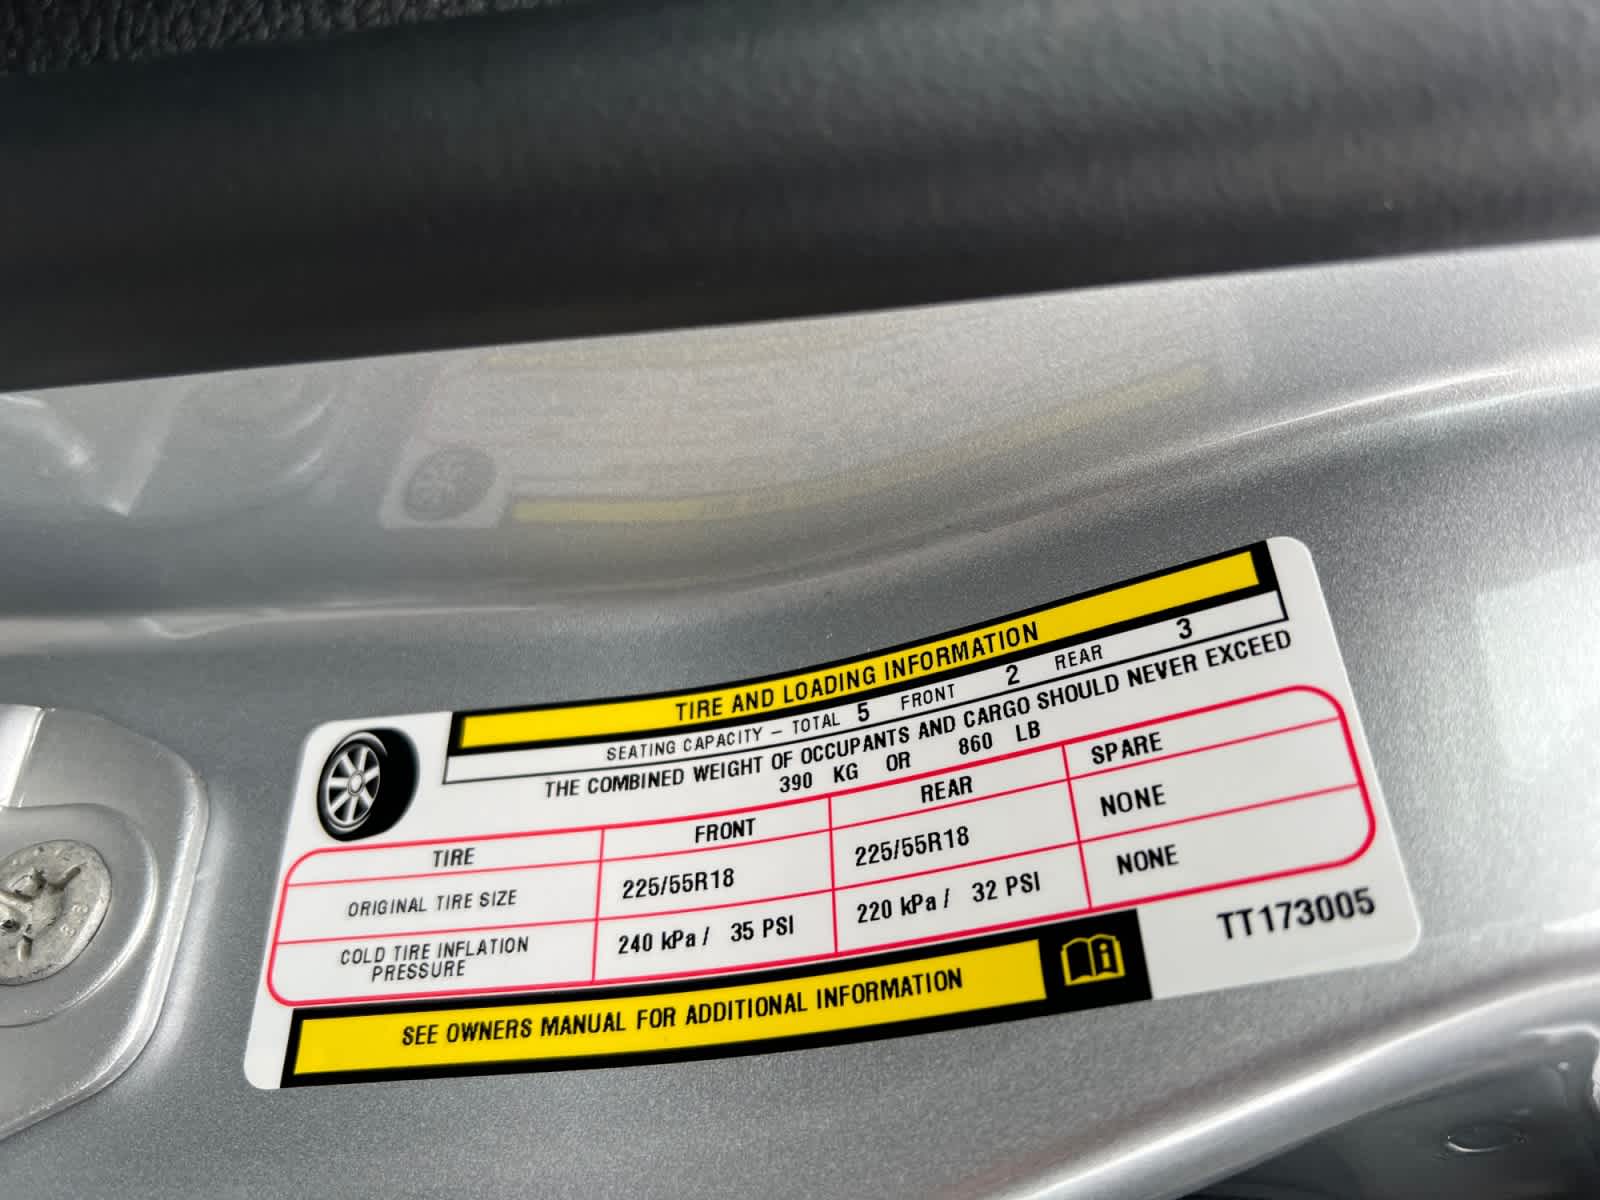 TIRE AND LOADING INFORMATION
SEATING CAPACITY – TOTAL 5 FRONT 2 REAR 3
THE COMBINED WEIGHT OF OCCUPANTS AND CARGO SHOULD NEVER EXCEED
390 KG OR 860 LB
TIRE FRONT REAR SPARE
ORIGINAL TIRE SIZE 225/55R18 225/55R18 NONE
COLD TIRE INFLATION
PRESSURE 240 kPa / 35 PSI 220 kPa / 32 PSI NONE
SEE OWNERS MANUAL FOR ADDITIONAL INFORMATION
TT173005